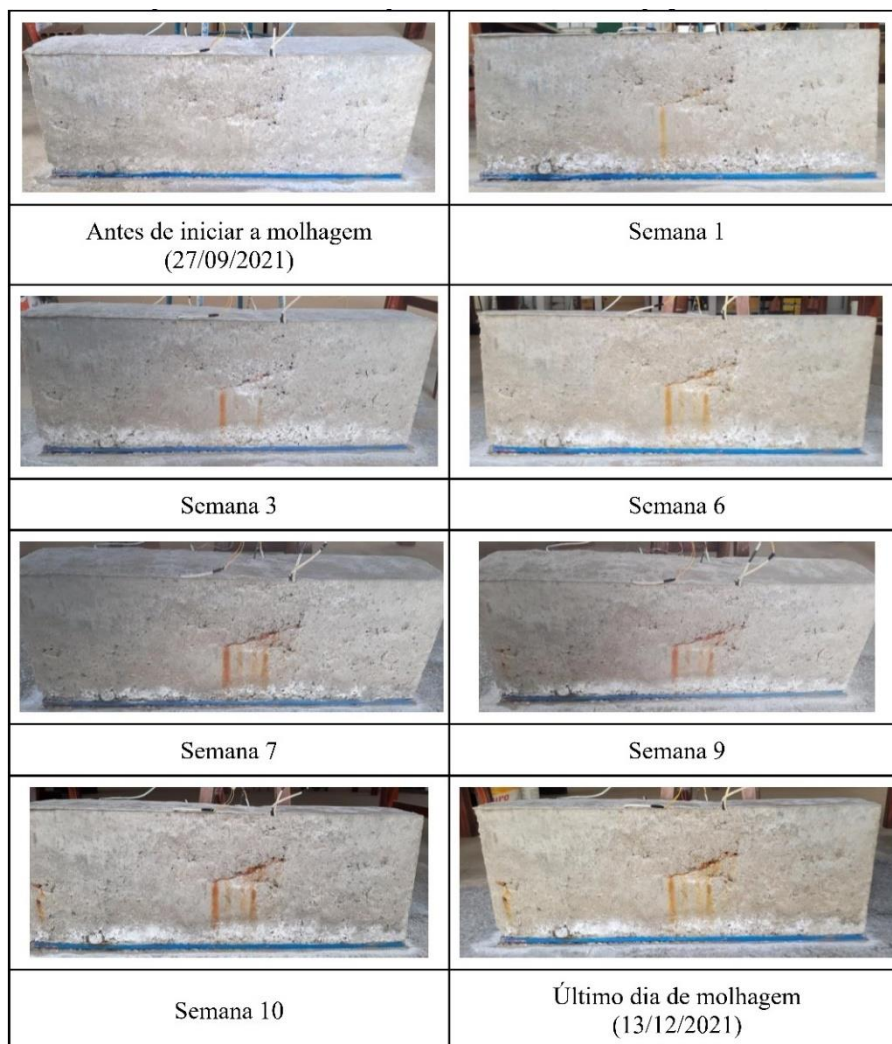 Antes de iniciar a molhagem
(27/09/2021)
Semana 1
Semana 3
Semana 6
Semana 7
Semana 9
Semana 10
Último dia de molhagem
(13/12/2021)